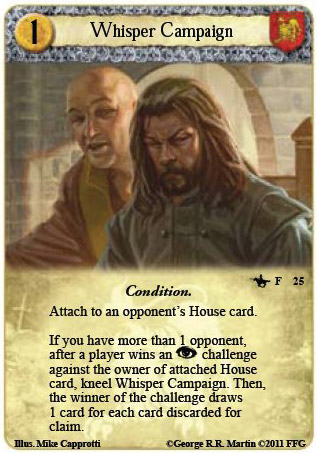 1
Whisper Campaign
F 25
Condition.
Attach to an opponent's House card.
If you have more than 1 opponent,
after a player wins an challenge
against the owner of attached House
card, kneel Whisper Campaign. Then,
the winner of the challenge draws
1 card for each card discarded for
claim.
Illus. Mike Capprotti ©George R.R. Martin ©2011 FFG